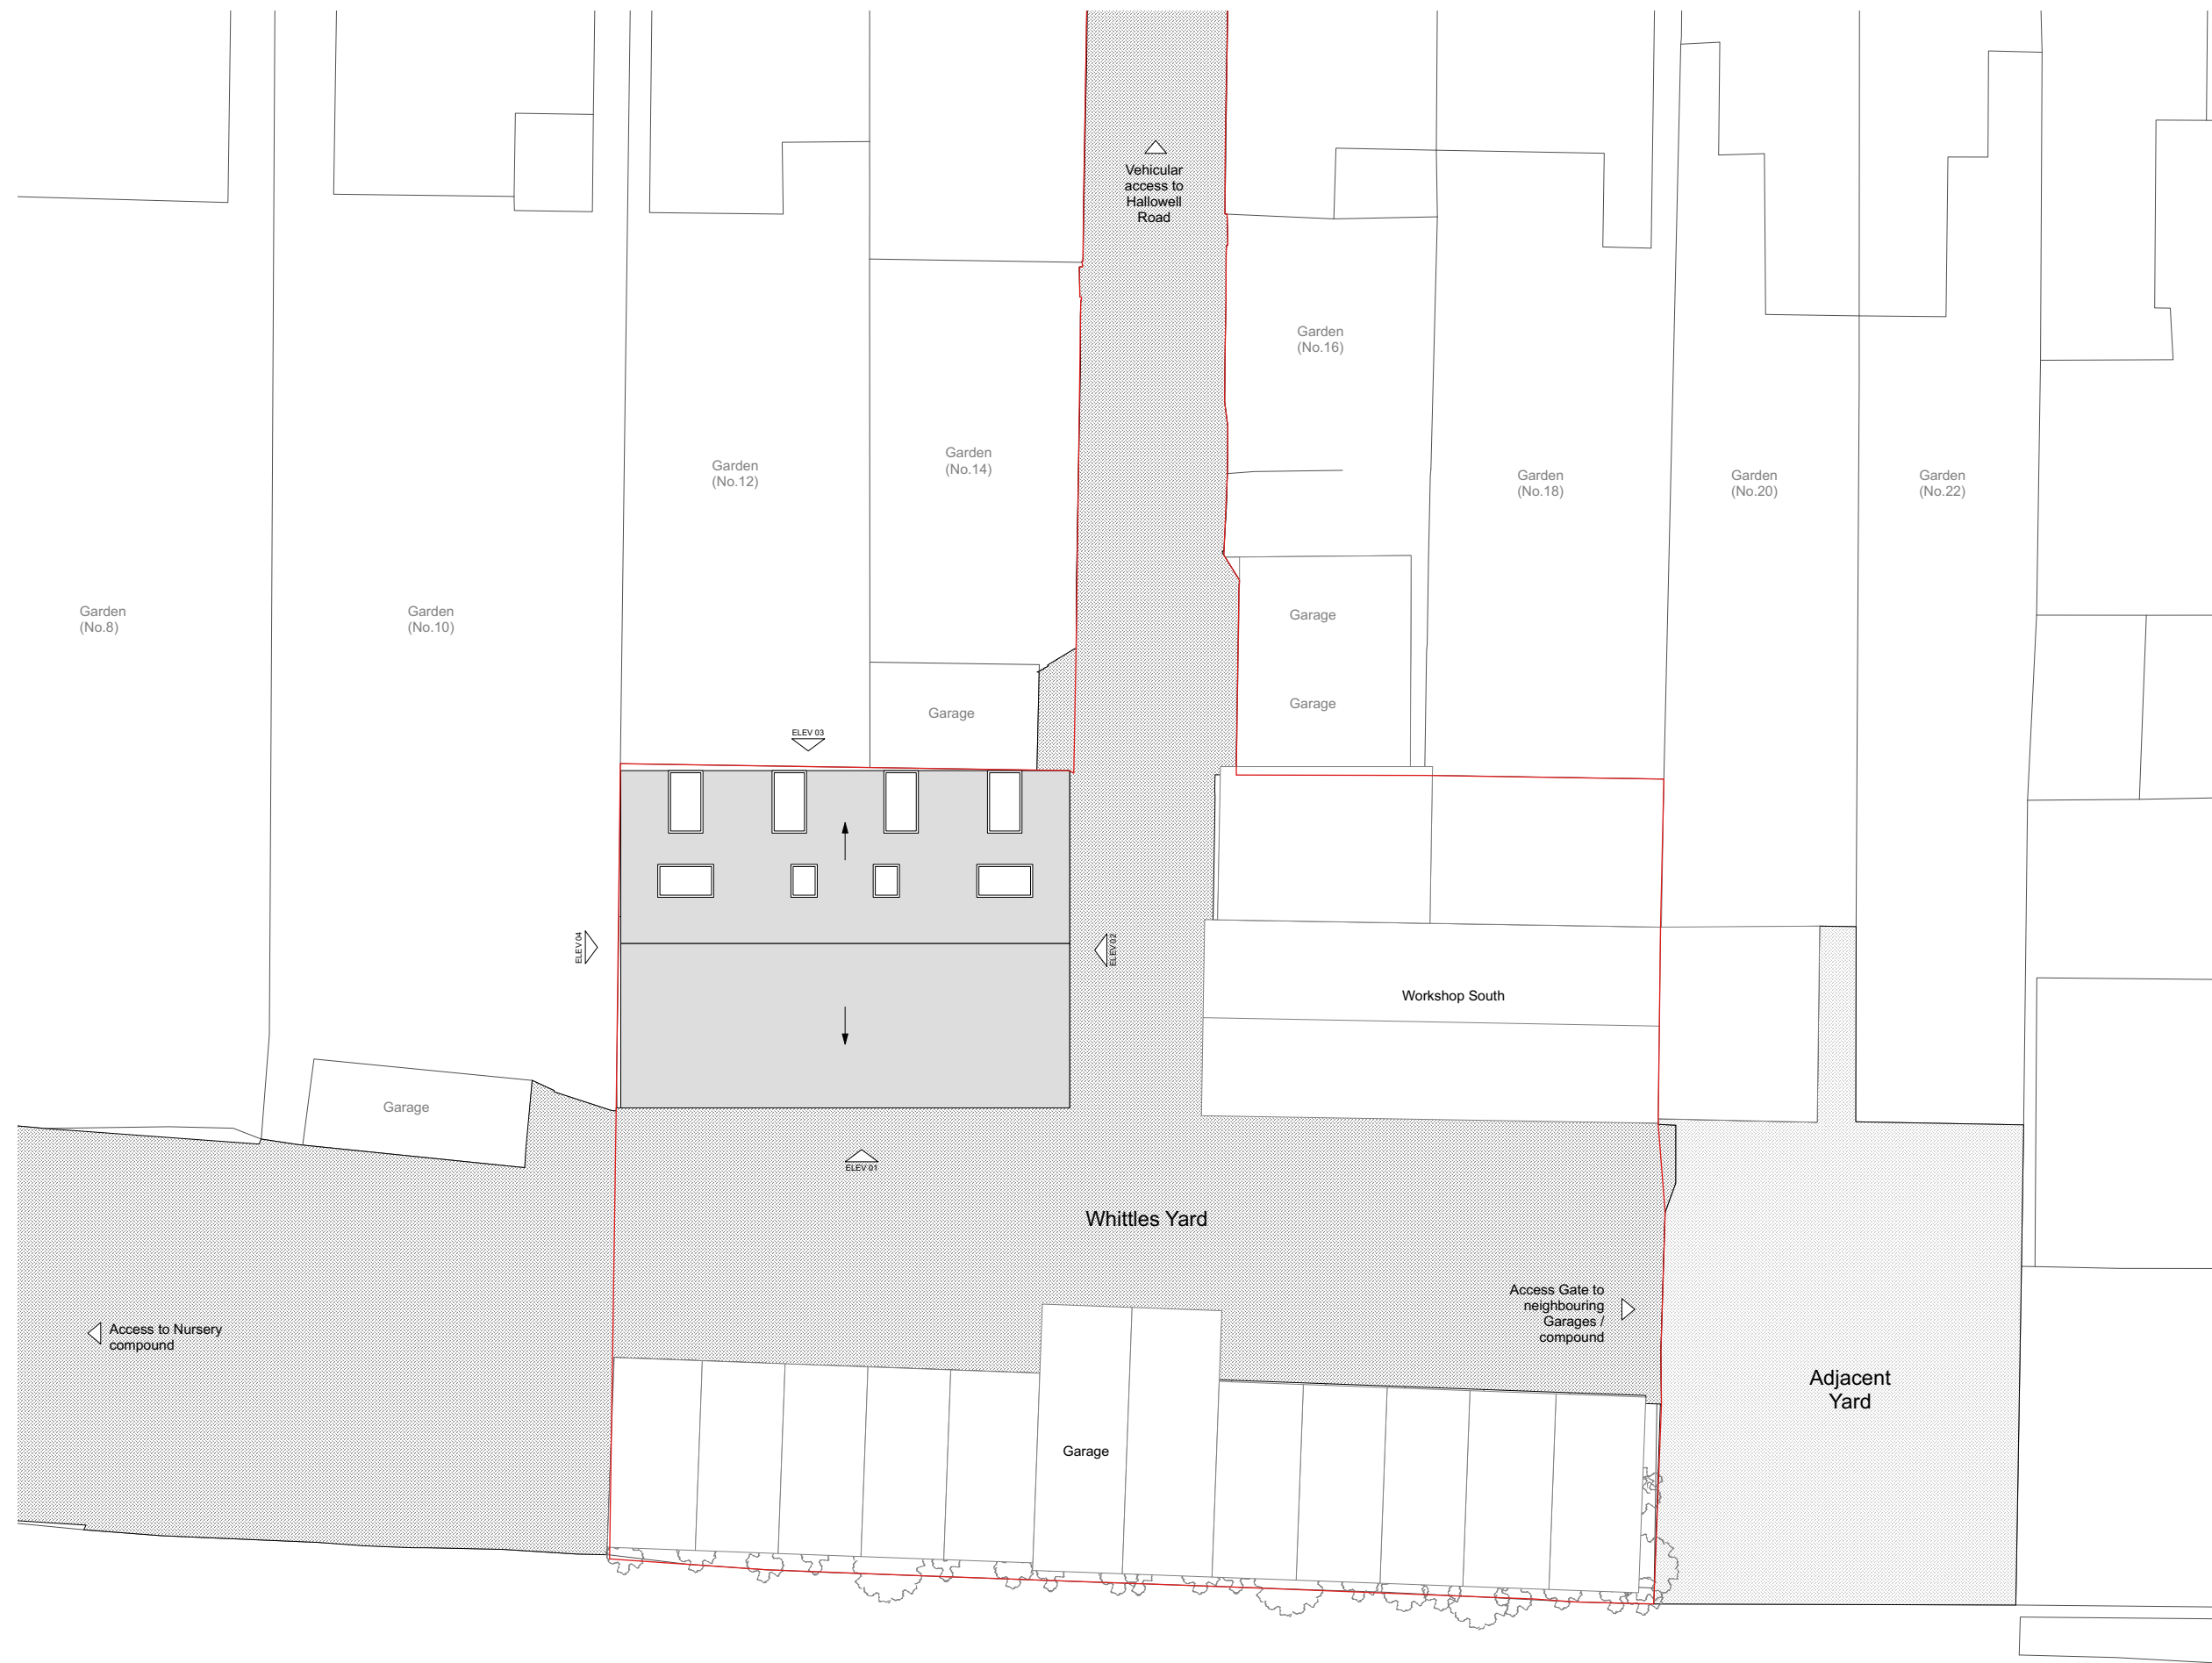 Vehicular
access to
Hallowell
Road
Garden
(No.16)
Garden
(No.14)
Garden
(No.12)
Garden
(No.18)
Garden
(No.20)
Garden
(No.22)
Garden
(No.8)
Garden
(No.10)
Garage
Garage
Garage
ELEV 03
ELEV 04
ELEV 02
Workshop South
Garage
ELEV 01
Whittles Yard
Access Gate to
neighbouring
Garages /
compound
Access to Nursery
compound
Adjacent
Yard
Garage